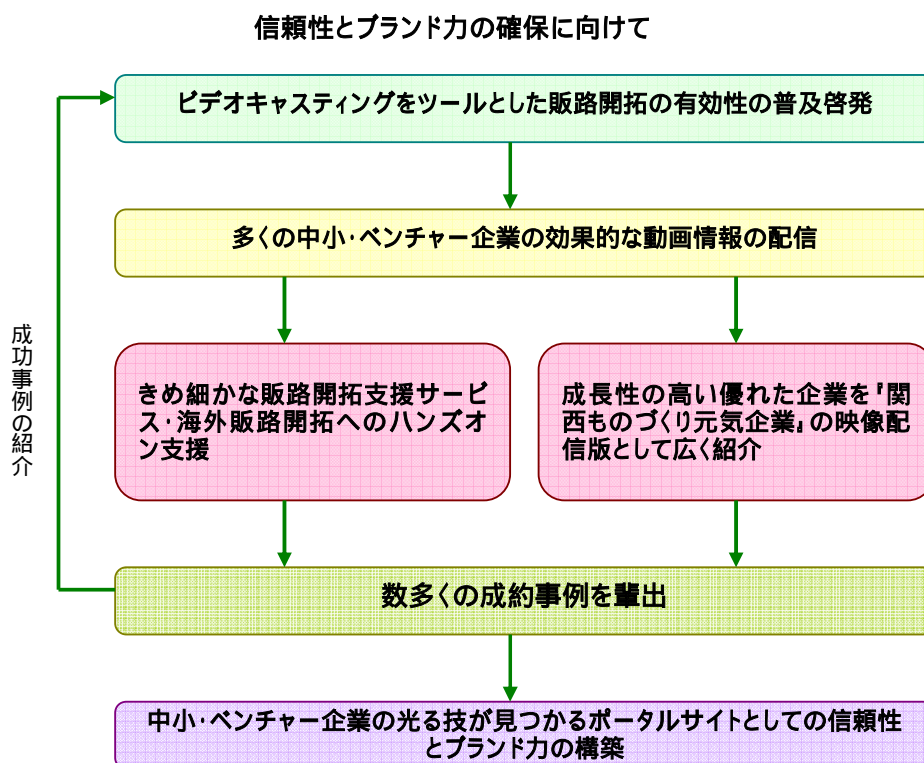 信頼性とブランド力の確保に向けて
ビデオキャスティングをツールとした販路開拓の有効性の普及啓発
多くの中小・ベンチャー企業の効果的な動画情報の配信
きめ細かな販路開拓支援サービ
ス・海外販路開拓へのハンズオ
ン支援
成長性の高い優れた企業を『関
西ものづくり元気企業』の映像配
信版として広く紹介
成功事例の紹介
数多くの成約事例を輩出
中小・ベンチャー企業の光る技が見つかるポータルサイトとしての信頼性
とブランド力の構築